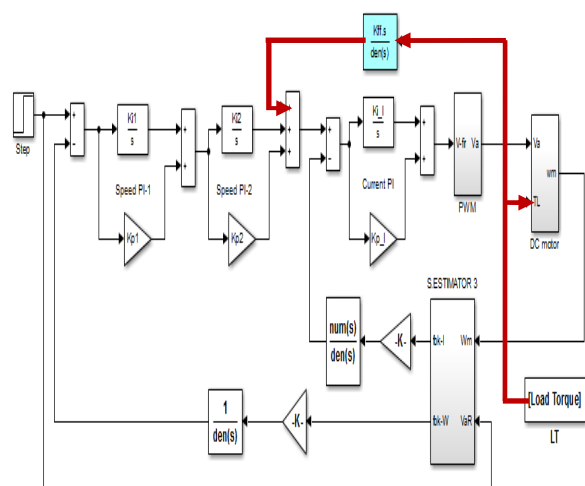 Kff.s
den(s)
Step
+
−
Ki1
s
+
+
Ki2
s
+
+
+
+
−
Ki_I
s
+
+
V-fr Va
PWM
Va
wm
TL
DC motor
Speed PI-1
Speed PI-2
Current PI
Kp1
Kp2
Kp_I
S.ESTIMATOR 3
num(s)
den(s)
-K-
fbk-I
Wm
1
den(s)
-K-
fbk-W
VaR
[Load Torque]
LT